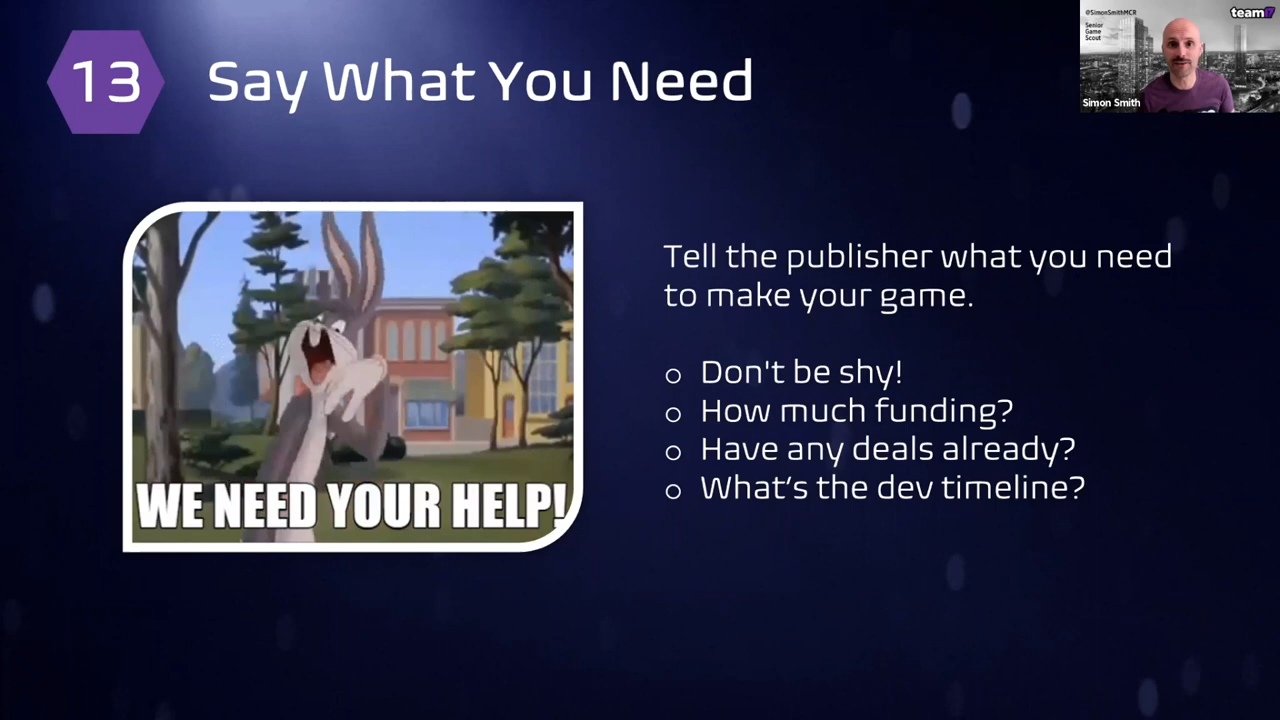 13 Say What You Need
@SimonSmithMCR
Senior
Game
Scout
team17
Simon Smith
WE NEED YOUR HELP!
Tell the publisher what you need
to make your game.
o Don't be shy!
o How much funding?
o Have any deals already?
o What‘s the dev timeline?